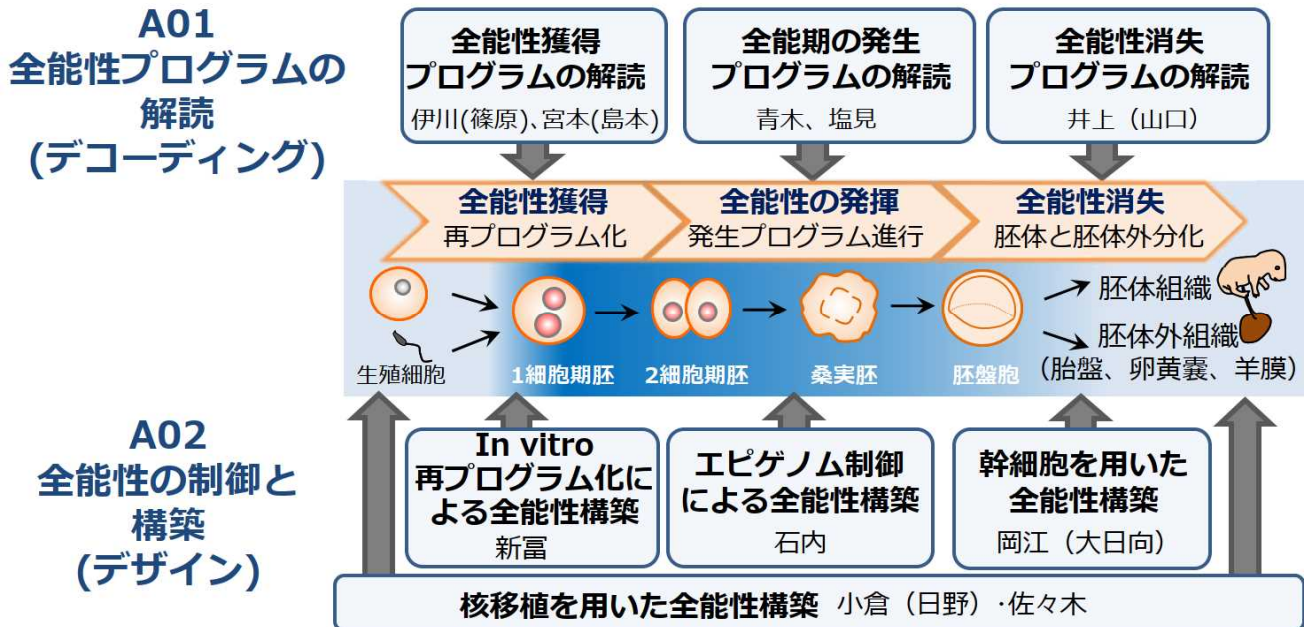 A01
全能性プログラムの
解読
(デコーディング)
全能性獲得
プログラムの解読
伊川(篠原)､宮本(島本)
全能期の発生
プログラムの解読
青木、塩見
全能性消失
プログラムの解読
井上（山口）
全能性獲得
再プログラム化
全能性の発揮
発生プログラム進行
全能性消失
胚体と胚体外分化
生殖細胞
1細胞期胚
2細胞期胚
桑実胚
胚盤胞
胚体組織
胚体外組織
（胎盤、卵黄嚢、羊膜）
A02
全能性の制御と
構築
(デザイン)
In vitro
再プログラム化に
よる全能性構築
新冨
エピゲノム制御
による全能性構築
石内
幹細胞を用いた
全能性構築
岡江（大日向）
核移植を用いた全能性構築 小倉（日野）･佐々木